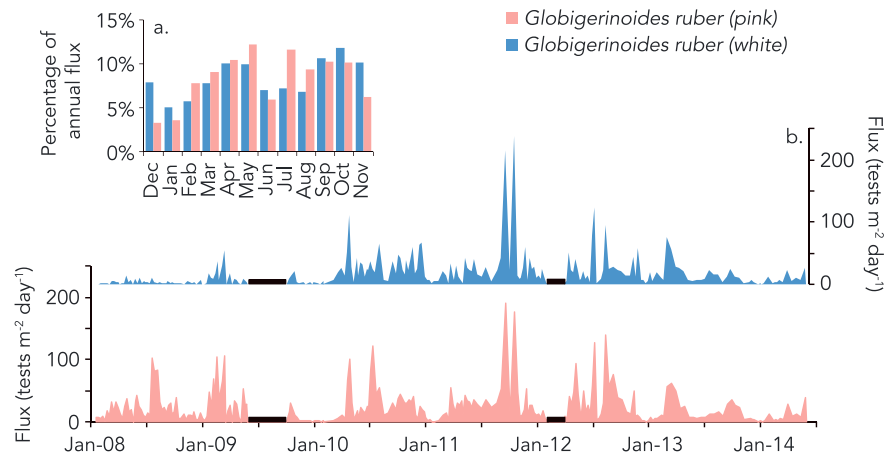 15%
10%
5%
0%
Percentage of
annual flux
a.
Dec
Jan
Feb
Mar
Apr
May
Jun
Jul
Aug
Sep
Oct
Nov
Globigerinoides ruber (pink)
Globigerinoides ruber (white)
b.
200
100
0
Flux (tests m-2 day-1)
200
100
0
Flux (tests m-2 day-1)
Jan-08
Jan-09
Jan-10
Jan-11
Jan-12
Jan-13
Jan-14